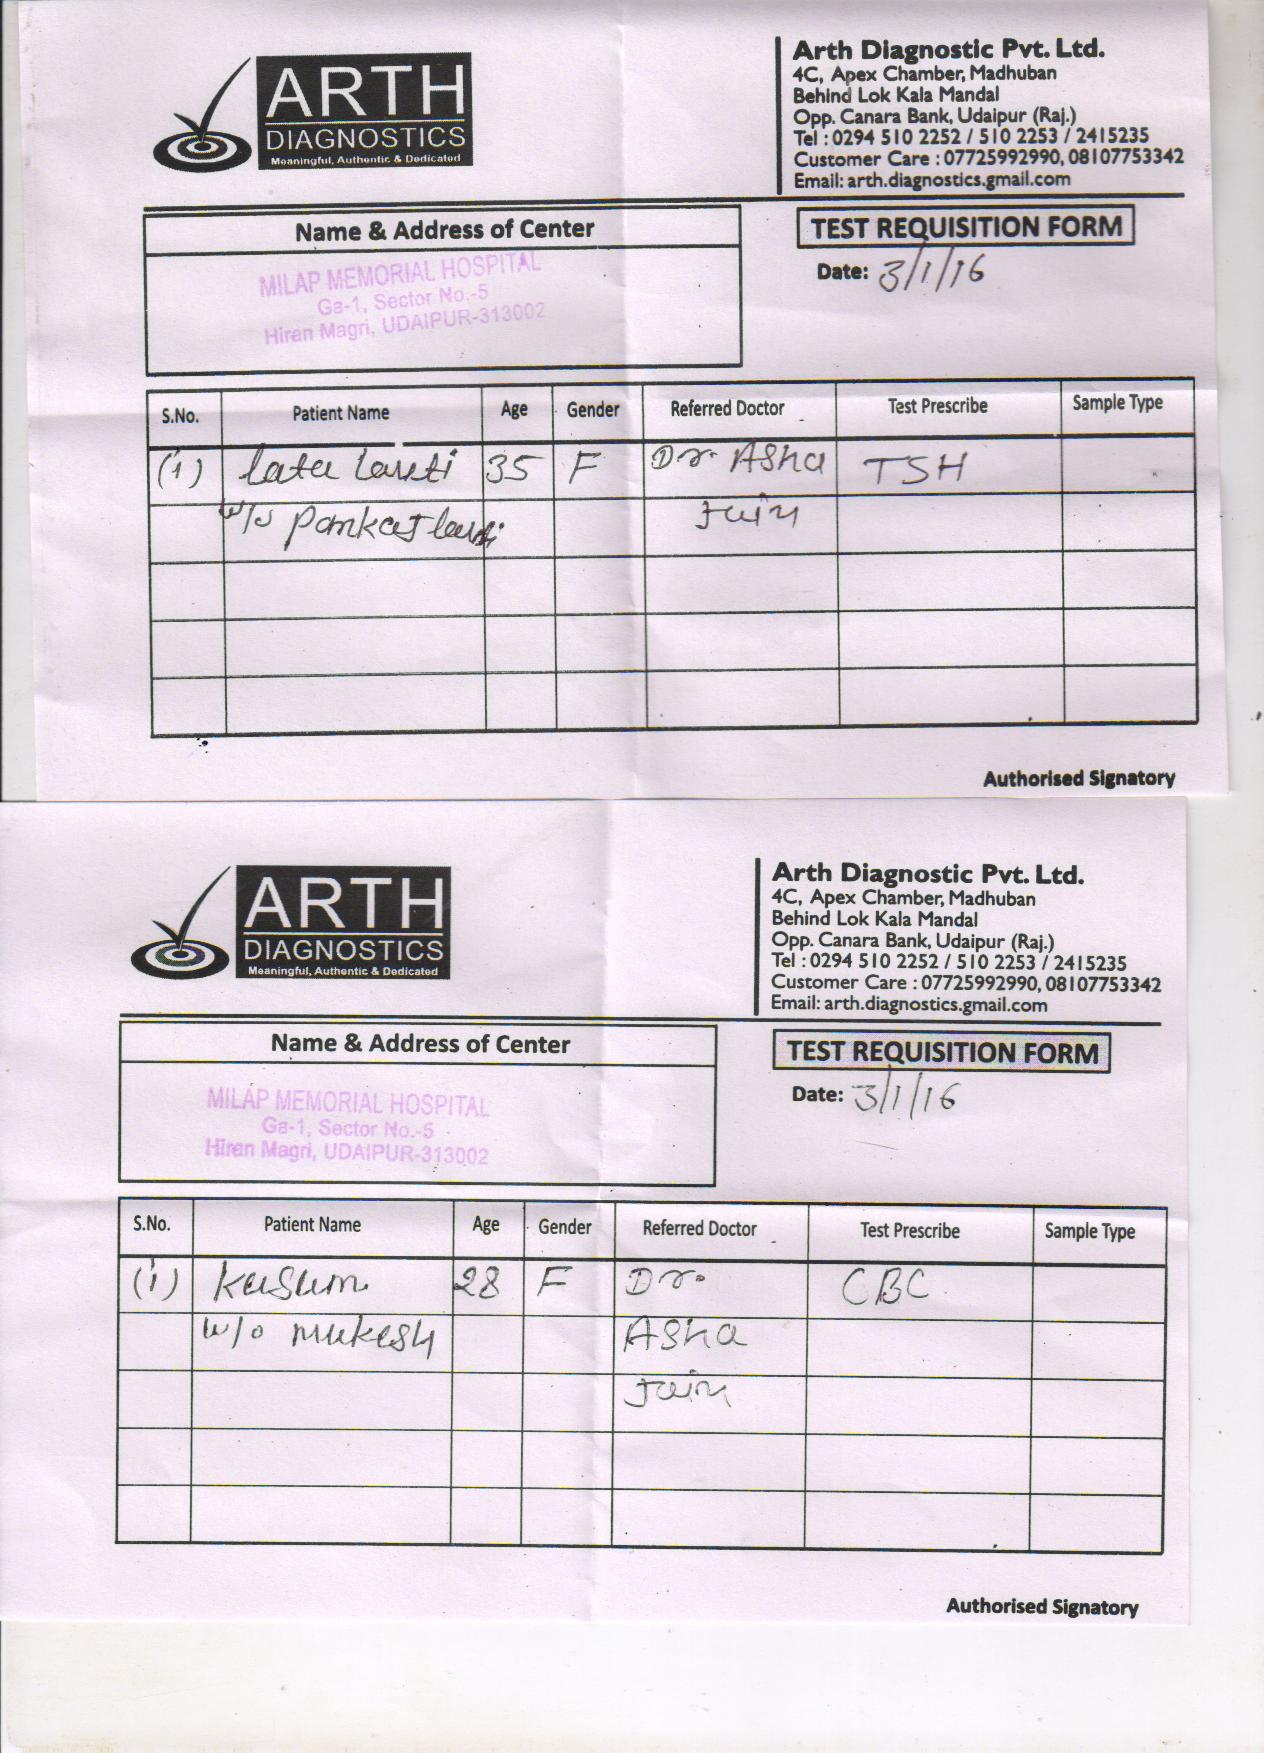 ARTH
DIAGNOSTICS
Meaningful, Authentic & Dedicated
Arth Diagnostic Pvt. Ltd.
4C, Apex Chamber, Madhuban
Behind Lok Kala Mandal
Opp. Canara Bank, Udaipur (Raj.)
Tel : 0294 510 2252 / 510 2253 / 2415235
Customer Care : 07725992990, 08107753342
Email: arth.diagnostics.gmail.com
Name & Address of Center
TEST REQUISITION FORM
MILAP MEMORIAL HOSPITAL
Ga-1, Sector No.-5
Hiran Magri, UDAIPUR-313002
Date: 3/1/16
S.No. Patient Name Age Gender Referred Doctor Test Prescribe Sample Type
(1) Lata 35 F Dr. Asha TSH
w/o Pankaj Jain
Authorised Signatory
ARTH
DIAGNOSTICS
Meaningful, Authentic & Dedicated
Arth Diagnostic Pvt. Ltd.
4C, Apex Chamber, Madhuban
Behind Lok Kala Mandal
Opp. Canara Bank, Udaipur (Raj.)
Tel : 0294 510 2252 / 510 2253 / 2415235
Customer Care : 07725992990, 08107753342
Email: arth.diagnostics.gmail.com
Name & Address of Center
TEST REQUISITION FORM
MILAP MEMORIAL HOSPITAL
Ga-1, Sector No.-5
Hiran Magri, UDAIPUR-313002
Date: 3/1/16
S.No. Patient Name Age Gender Referred Doctor Test Prescribe Sample Type
(1) Kusum 28 F Dr. CBC
w/o Mukesh Asha
Jain
Authorised Signatory